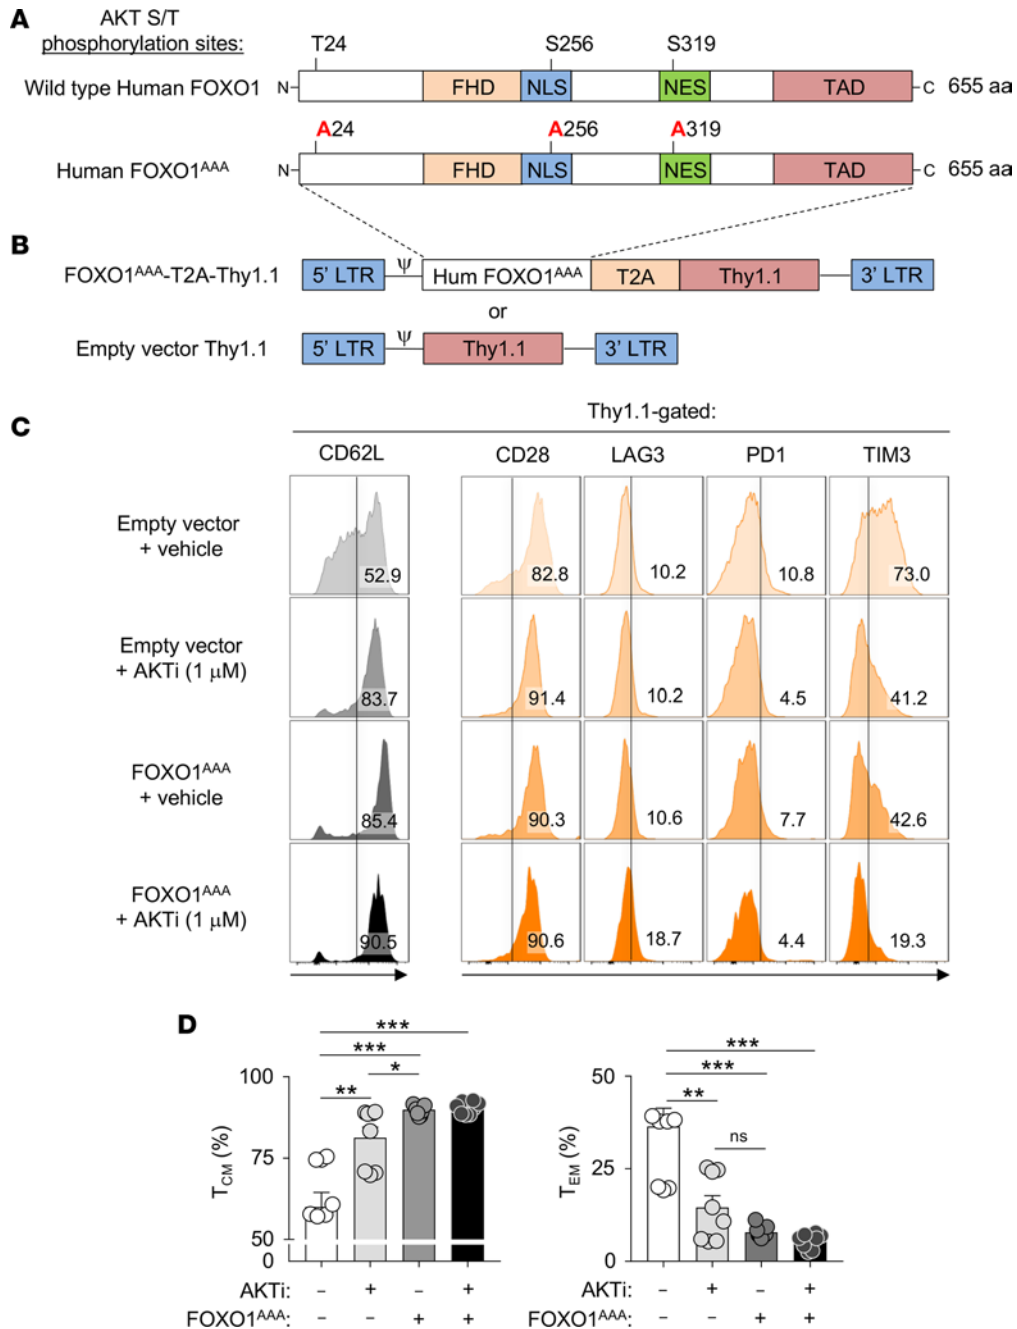 A
AKT S/T
phosphorylation sites:
T24 S256 S319
Wild type Human FOXO1 N FHD NLS NES TAD C 655 aa
A24 A256 A319
Human FOXO1AAA N FHD NLS NES TAD C 655 aa
B
FOXO1AAA-T2A-Thy1.1 5' LTR ψ Hum FOXO1AAA T2A Thy1.1 3' LTR
or
Empty vector Thy1.1 5' LTR ψ Thy1.1 3' LTR
C
Thy1.1-gated:
CD62L CD28 LAG3 PD1 TIM3
Empty vector
+ vehicle
52.9 82.8 10.2 10.8 73.0
Empty vector
+ AKTi (1 μM)
83.7 91.4 10.2 4.5 41.2
FOXO1AAA
+ vehicle
85.4 90.3 10.6 7.7 42.6
FOXO1AAA
+ AKTi (1 μM)
90.5 90.6 18.7 4.4 19.3
D
***
***
** *
100
75
50
0
TCM (%)
AKTi: - + - +
FOXO1AAA: - - + +
***
***
** ns
50
25
0
TEM (%)
AKTi: - + - +
FOXO1AAA: - - + +